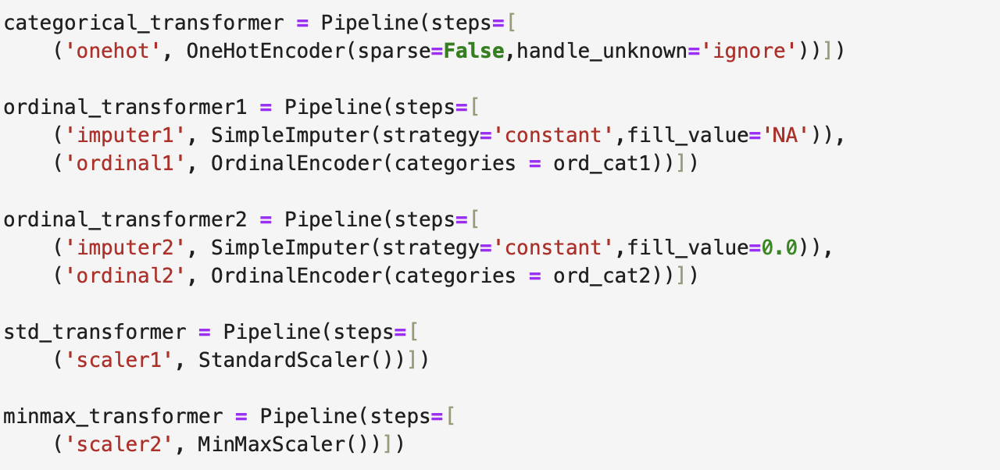 categorical_transformer = Pipeline(steps=[
    ('onehot', OneHotEncoder(sparse=False,handle_unknown='ignore'))])

ordinal_transformer1 = Pipeline(steps=[
    ('imputer1', SimpleImputer(strategy='constant',fill_value='NA')),
    ('ordinal1', OrdinalEncoder(categories = ord_cat1))])

ordinal_transformer2 = Pipeline(steps=[
    ('imputer2', SimpleImputer(strategy='constant',fill_value=0.0)),
    ('ordinal2', OrdinalEncoder(categories = ord_cat2))])

std_transformer = Pipeline(steps=[
    ('scaler1', StandardScaler())])

minmax_transformer = Pipeline(steps=[
    ('scaler2', MinMaxScaler())])